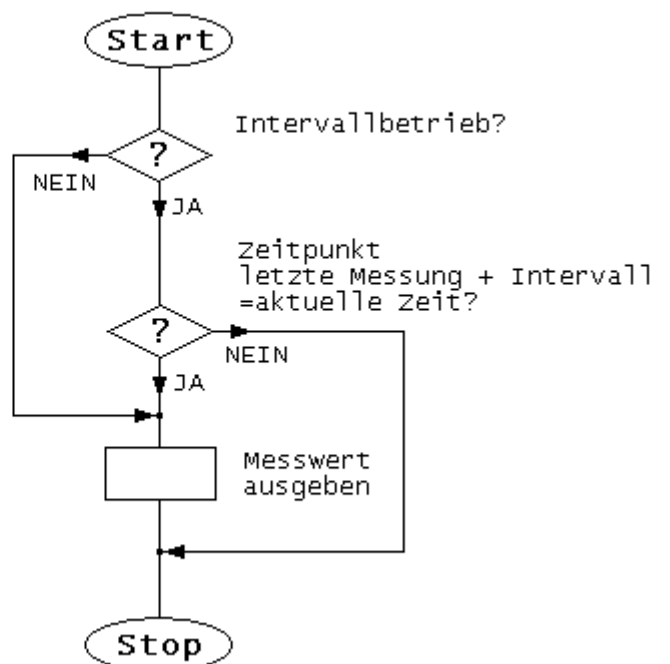 Start
Intervallbetrieb?
?
NEIN
JA
Zeitpunkt
letzte Messung + Intervall
=aktuelle Zeit?
?
NEIN
JA
Messwert
ausgeben
Stop